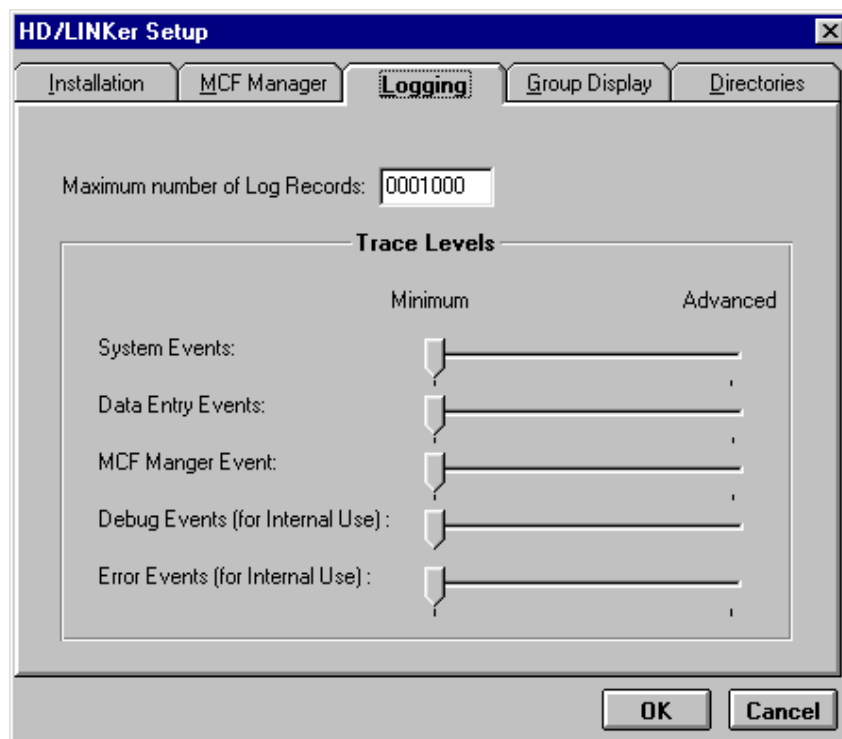 HD/LINKer Setup
Installation MCF Manager Logging Group Display Directories
Maximum number of Log Records: 0001000
Trace Levels
Minimum Advanced
System Events:
Data Entry Events:
MCF Manger Event:
Debug Events (for Internal Use) :
Error Events (for Internal Use) :
OK Cancel